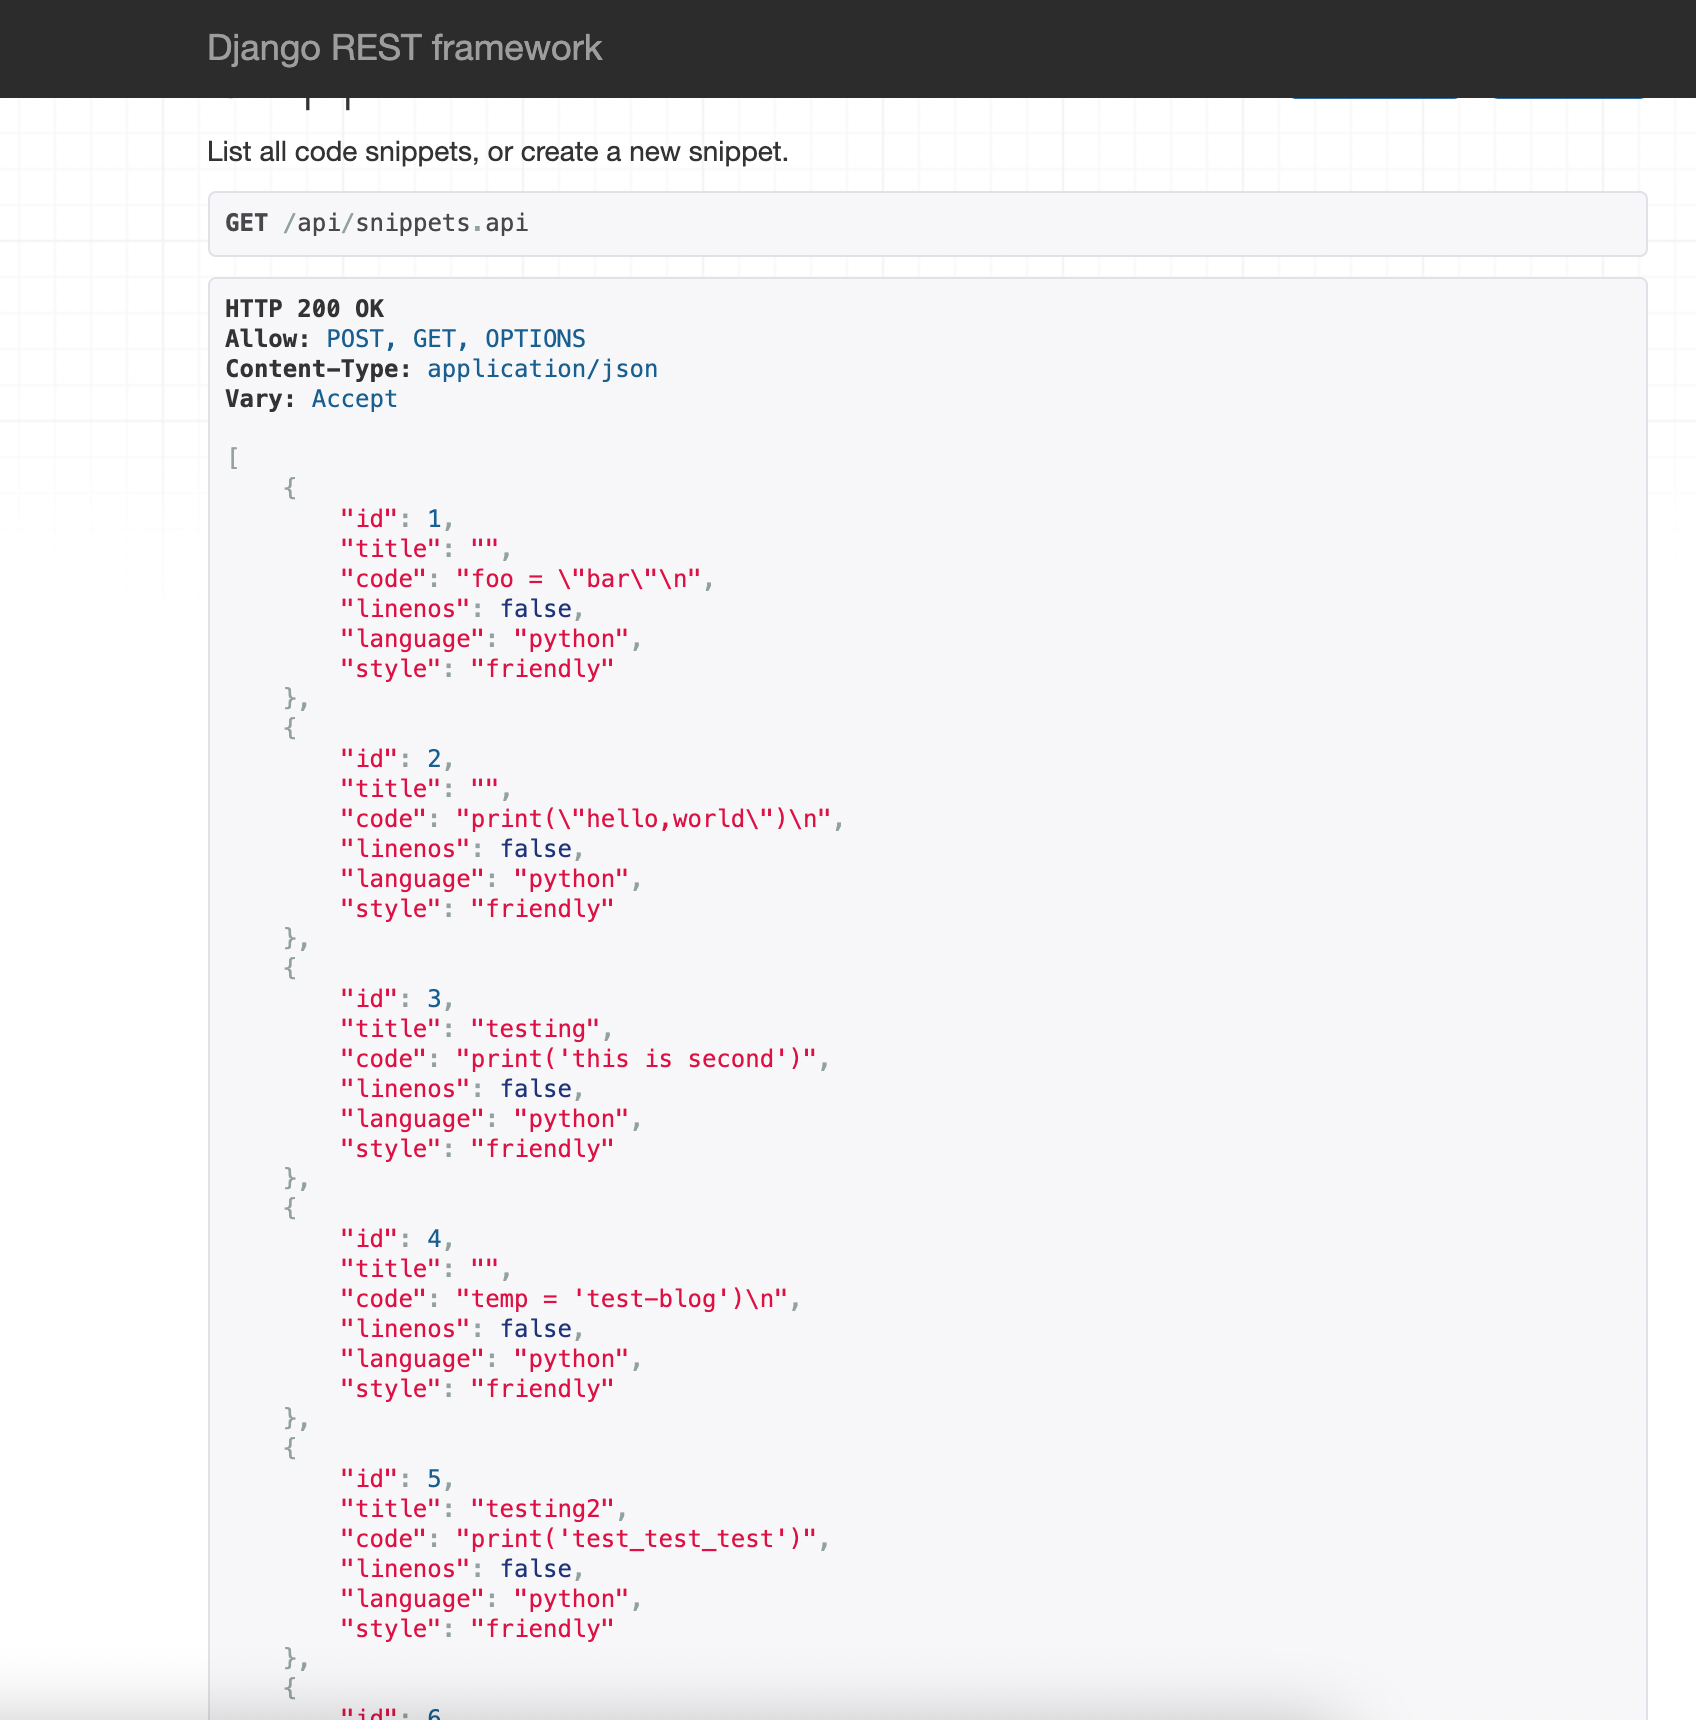 Django REST framework
List all code snippets, or create a new snippet.
GET /api/snippets.api
HTTP 200 OK
Allow: POST, GET, OPTIONS
Content-Type: application/json
Vary: Accept
[
{
"id": 1,
"title": "",
"code": "foo = \"bar\"\n",
"linenos": false,
"language": "python",
"style": "friendly"
},
{
"id": 2,
"title": "",
"code": "print(\"hello,world\")\n",
"linenos": false,
"language": "python",
"style": "friendly"
},
{
"id": 3,
"title": "testing",
"code": "print('this is second')",
"linenos": false,
"language": "python",
"style": "friendly"
},
{
"id": 4,
"title": "",
"code": "temp = 'test-blog')\n",
"linenos": false,
"language": "python",
"style": "friendly"
},
{
"id": 5,
"title": "testing2",
"code": "print('test_test_test')",
"linenos": false,
"language": "python",
"style": "friendly"
},
{
"id": 6